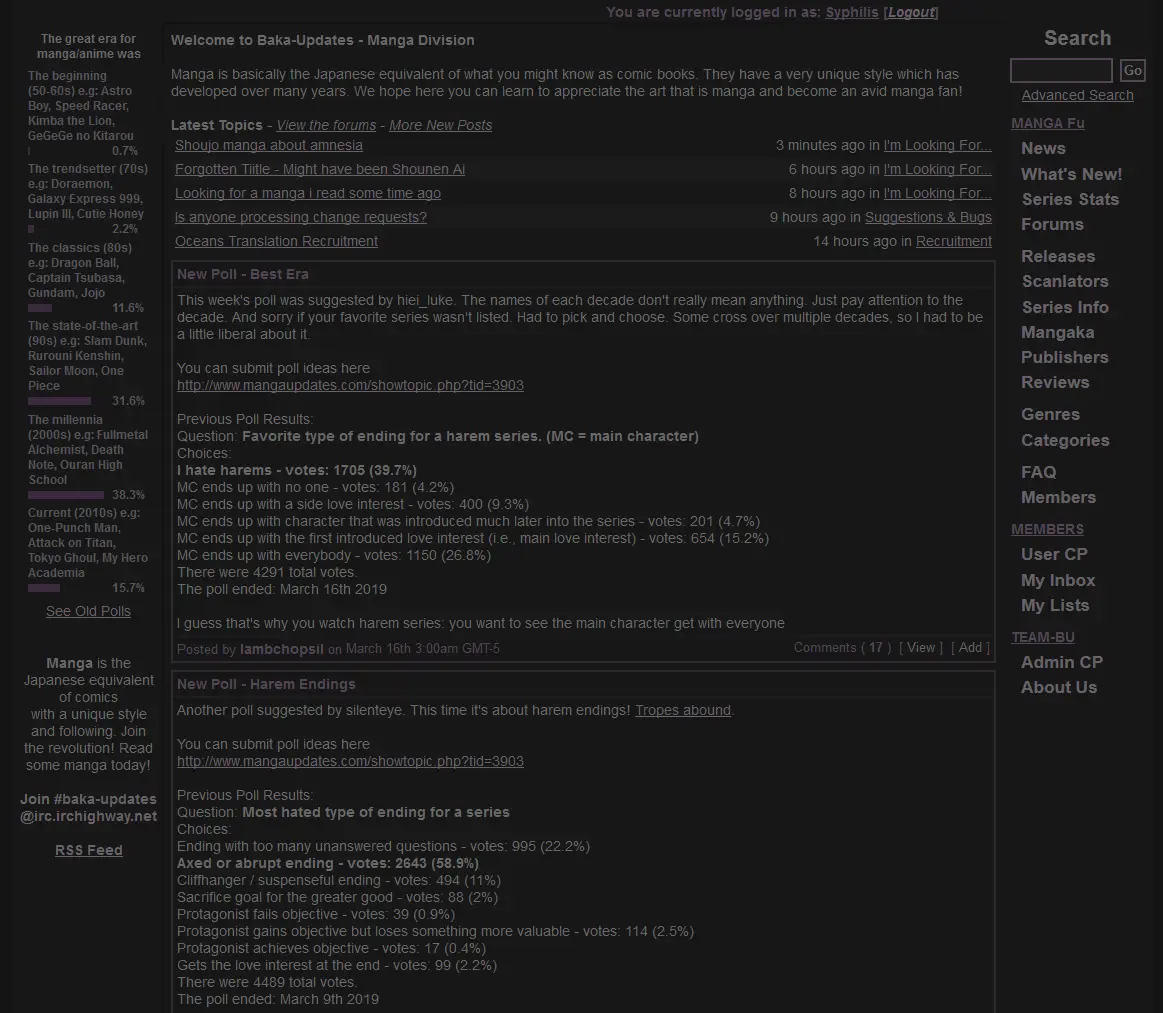 You are currently logged in as: Syphilis [Logout]
The great era for
manga/anime was
The beginning
(50-60s) e.g: Astro
Boy, Speed Racer,
Kimba the Lion,
GeGeGe no Kitarou
0.7%
The trendsetter (70s)
e.g: Doraemon,
Galaxy Express 999,
Lupin III, Cutie Honey
2.2%
The classics (80s)
e.g: Dragon Ball,
Captain Tsubasa,
Gundam, Jojo
11.6%
The state-of-the-art
(90s) e.g: Slam Dunk,
Rurouni Kenshin,
Sailor Moon, One
Piece
31.6%
The millennia
(2000s) e.g: Fullmetal
Alchemist, Death
Note, Ouran High
School
38.3%
Current (2010s) e.g:
One-Punch Man,
Attack on Titan,
Tokyo Ghoul, My Hero
Academia
15.7%
See Old Polls
Manga is the
Japanese equivalent
of comics
with a unique style
and following. Join
the revolution! Read
some manga today!
Join #baka-updates
@irc.irchighway.net
RSS Feed
Welcome to Baka-Updates - Manga Division
Manga is basically the Japanese equivalent of what you might know as comic books. They have a very unique style which has
developed over many years. We hope here you can learn to appreciate the art that is manga and become an avid manga fan!
Latest Topics - View the forums - More New Posts
Shoujo manga about amnesia 3 minutes ago in I'm Looking For...
Forgotten Tiitle - Might have been Shounen Ai 6 hours ago in I'm Looking For...
Looking for a manga i read some time ago 8 hours ago in I'm Looking For...
Is anyone processing change requests? 9 hours ago in Suggestions & Bugs
Oceans Translation Recruitment 14 hours ago in Recruitment
New Poll - Best Era
This week's poll was suggested by hiei_luke. The names of each decade don't really mean anything. Just pay attention to the
decade. And sorry if your favorite series wasn't listed. Had to pick and choose. Some cross over multiple decades, so I had to be
a little liberal about it.
You can submit poll ideas here
http://www.mangaupdates.com/showtopic.php?tid=3903
Previous Poll Results:
Question: Favorite type of ending for a harem series. (MC = main character)
Choices:
I hate harems - votes: 1705 (39.7%)
MC ends up with no one - votes: 181 (4.2%)
MC ends up with a side love interest - votes: 400 (9.3%)
MC ends up with character that was introduced much later into the series - votes: 201 (4.7%)
MC ends up with the first introduced love interest (i.e., main love interest) - votes: 654 (15.2%)
MC ends up with everybody - votes: 1150 (26.8%)
There were 4291 total votes.
The poll ended: March 16th 2019
I guess that's why you watch harem series: you want to see the main character get with everyone
Posted by lambchopsil on March 16th 3:00am GMT-5 Comments ( 17 ) [ View ] [ Add ]
New Poll - Harem Endings
Another poll suggested by silenteye. This time it's about harem endings! Tropes abound.
You can submit poll ideas here
http://www.mangaupdates.com/showtopic.php?tid=3903
Previous Poll Results:
Question: Most hated type of ending for a series
Choices:
Ending with too many unanswered questions - votes: 995 (22.2%)
Axed or abrupt ending - votes: 2643 (58.9%)
Cliffhanger / suspenseful ending - votes: 494 (11%)
Sacrifice goal for the greater good - votes: 88 (2%)
Protagonist fails objective - votes: 39 (0.9%)
Protagonist gains objective but loses something more valuable - votes: 114 (2.5%)
Protagonist achieves objective - votes: 17 (0.4%)
Gets the love interest at the end - votes: 99 (2.2%)
There were 4489 total votes.
The poll ended: March 9th 2019
Search
Go
Advanced Search
MANGA Fu
News
What's New!
Series Stats
Forums
Releases
Scanlators
Series Info
Mangaka
Publishers
Reviews
Genres
Categories
FAQ
Members
MEMBERS
User CP
My Inbox
My Lists
TEAM-BU
Admin CP
About Us